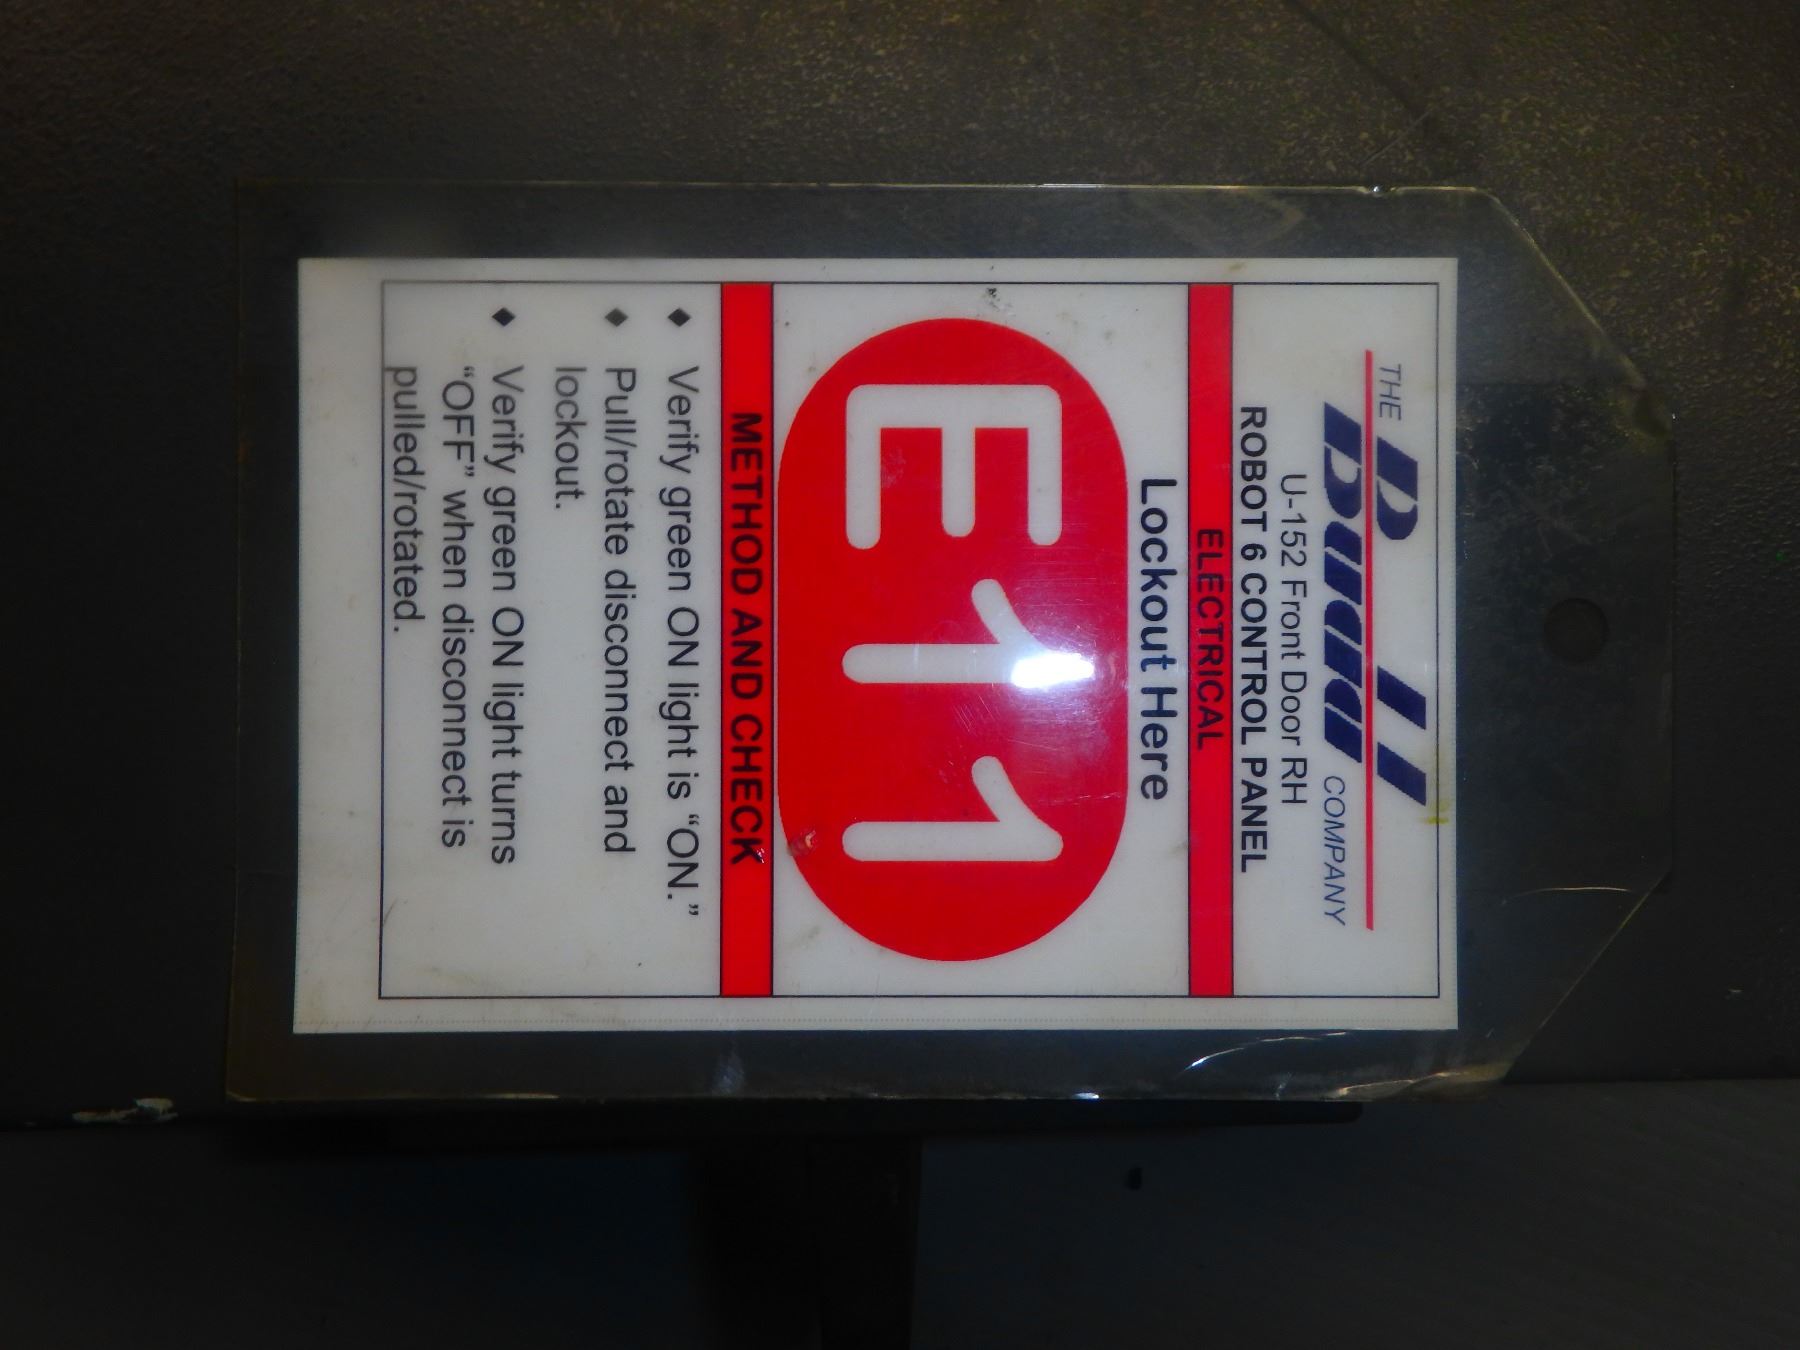 THE Budd COMPANY
U-152 Front Door RH
ROBOT 6 CONTROL PANEL
ELECTRICAL
Lockout Here
E11
METHOD AND CHECK
♦ Verify green ON light is “ON.”
♦ Pull/rotate disconnect and
lockout.
♦ Verify green ON light turns
“OFF” when disconnect is
pulled/rotated.